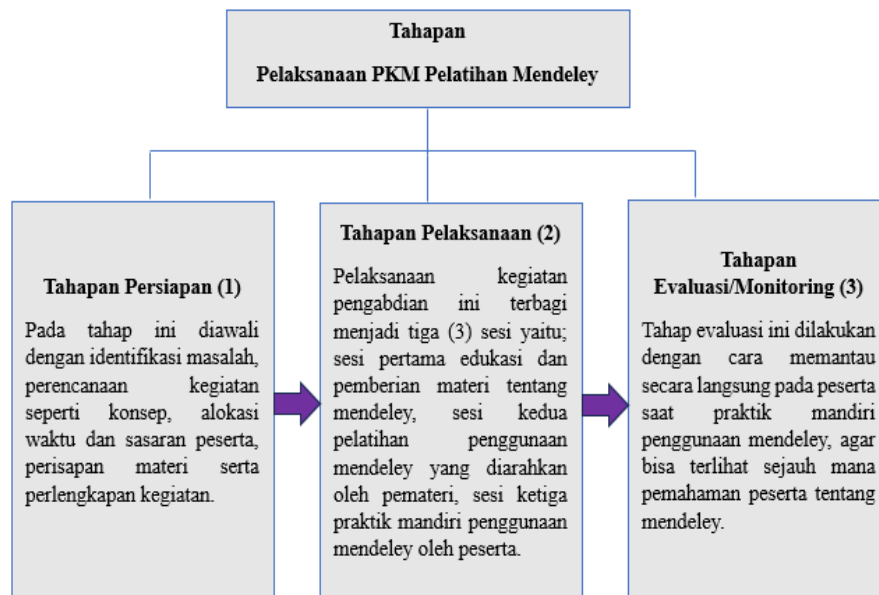 Tahapan
Pelaksanaan PKM Pelatihan Mendeley
Tahapan Persiapan (1)
Pada tahap ini diawali
dengan identifikasi masalah,
perencanaan kegiatan
seperti konsep, alokasi
waktu dan sasaran peserta,
perisapan materi serta
perlengkapan kegiatan.
Tahapan Pelaksanaan (2)
Pelaksanaan kegiatan
pengabdian ini terbagi
menjadi tiga (3) sesi yaitu;
sesi pertama edukasi dan
pemberian materi tentang
mendeley, sesi kedua
pelatihan penggunaan
mendeley yang diarahkan
oleh pemateri, sesi ketiga
praktik mandiri penggunaan
mendeley oleh peserta.
Tahapan
Evaluasi/Monitoring (3)
Tahap evaluasi ini dilakukan
dengan cara memantau
secara langsung pada peserta
saat praktik mandiri
penggunaan mendeley, agar
bisa terlihat sejauh mana
pemahaman peserta tentang
mendeley.